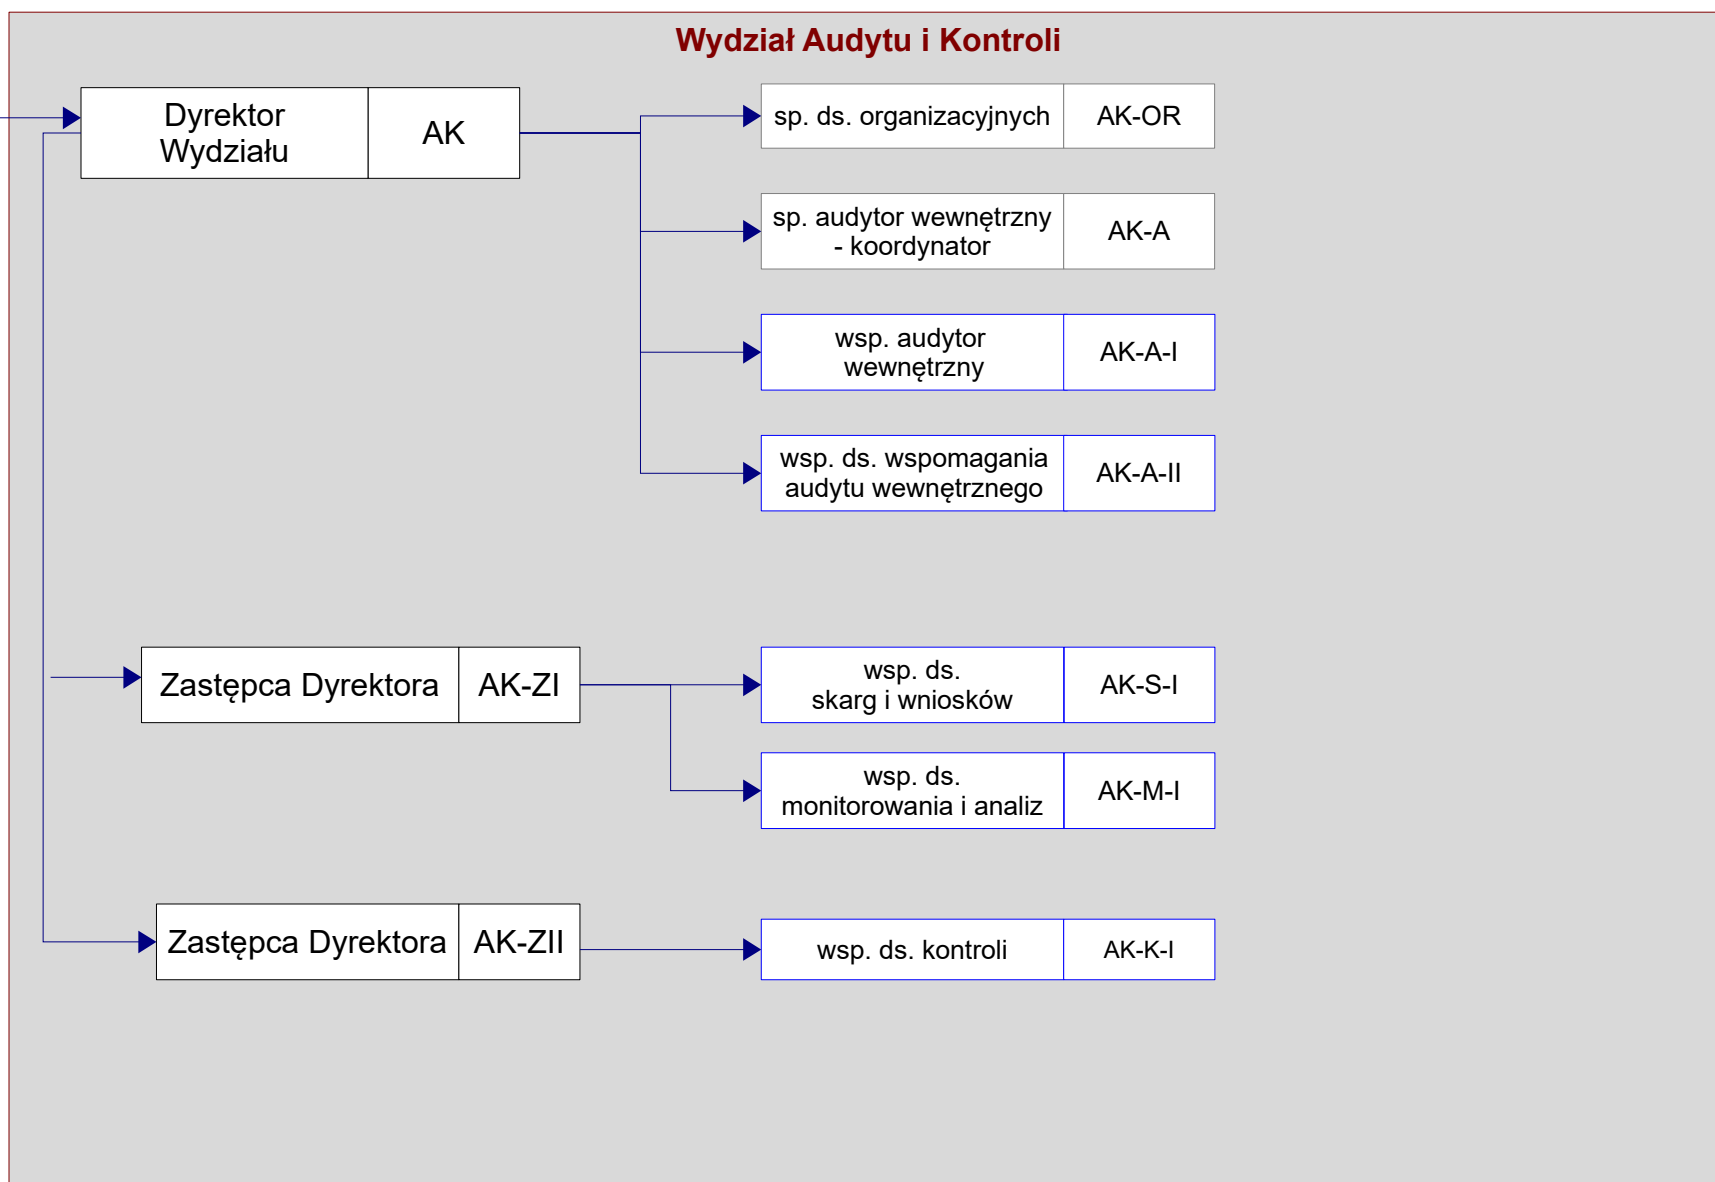 Wydział Audytu i Kontroli
Dyrektor
Wydziału
AK
sp. ds. organizacyjnych
AK-OR
sp. audytor wewnętrzny
- koordynator
AK-A
wsp. audytor
wewnętrzny
AK-A-I
wsp. ds. wspomagania
audytu wewnętrznego
AK-A-II
Zastępca Dyrektora
AK-ZI
wsp. ds.
skarg i wniosków
AK-S-I
wsp. ds.
monitorowania i analiz
AK-M-I
Zastępca Dyrektora
AK-ZII
wsp. ds. kontroli
AK-K-I